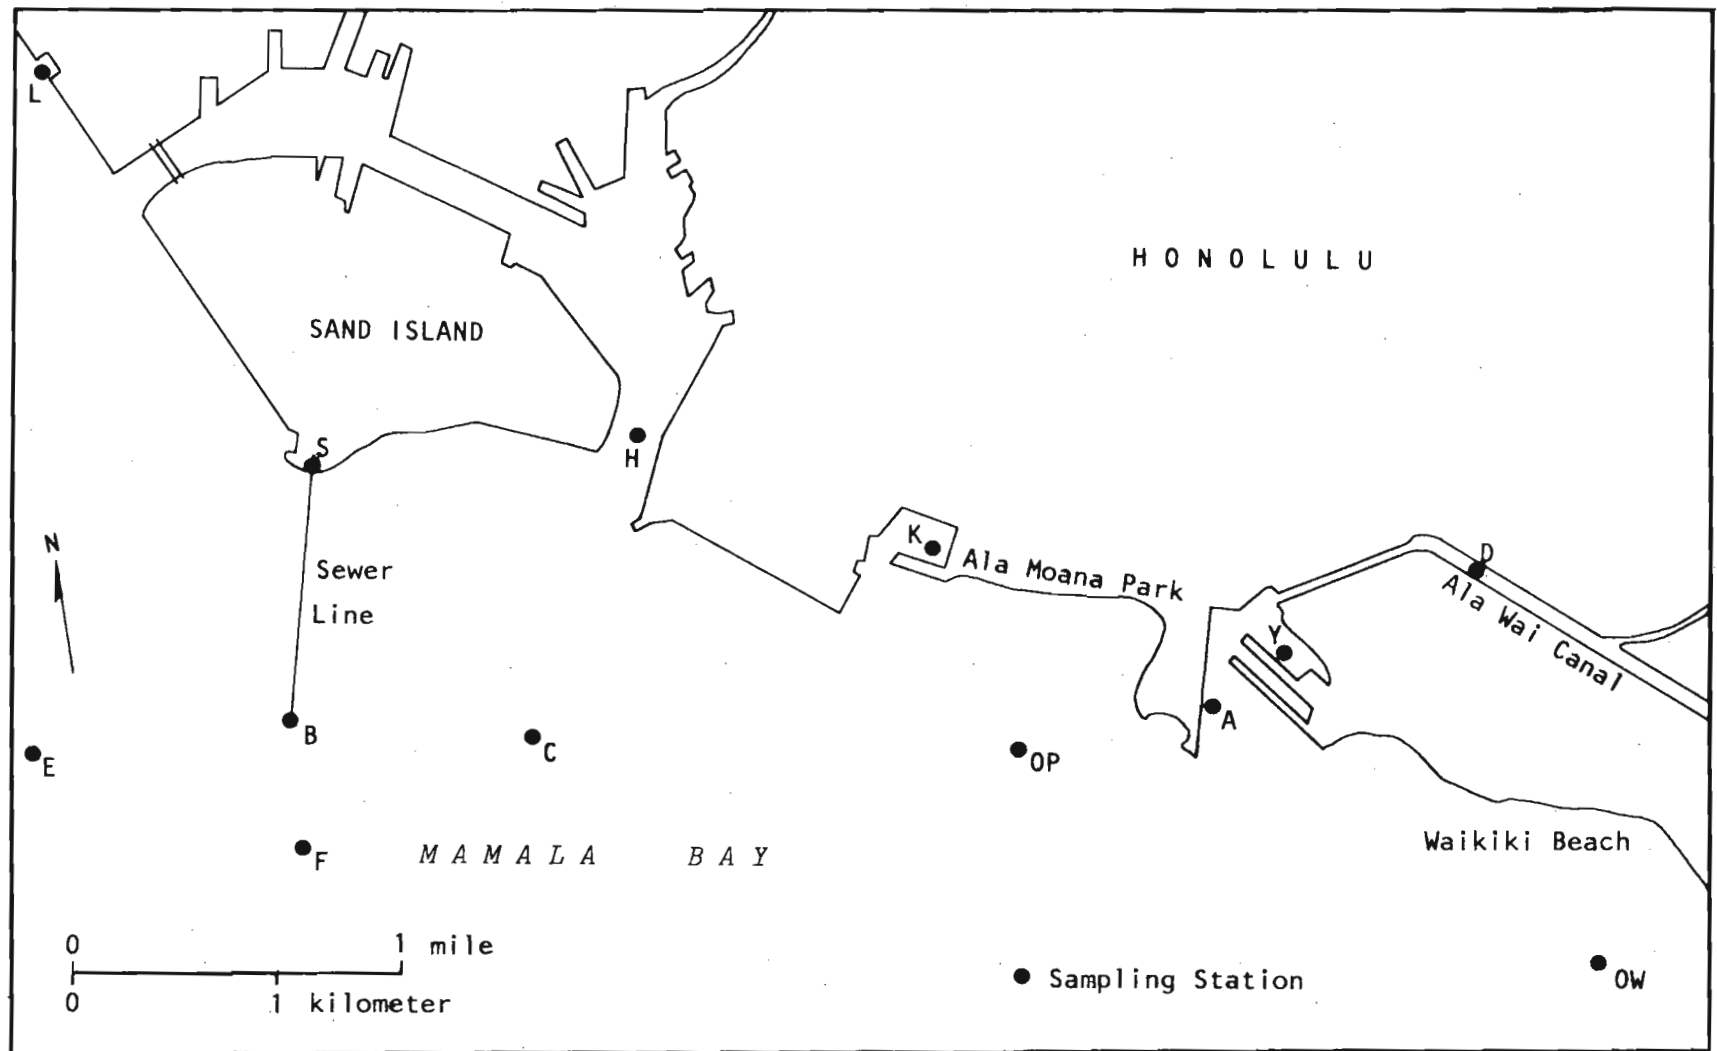 L
HONOLULU
SAND ISLAND
S
H
N
K
Ala Moana Park
D
Ala Wai Canal
Sewer
Line
Y
A
B
C
E
OP
F
MAMALA BAY
Waikiki Beach
0 1 mile
0 1 kilometer
Sampling Station
OW